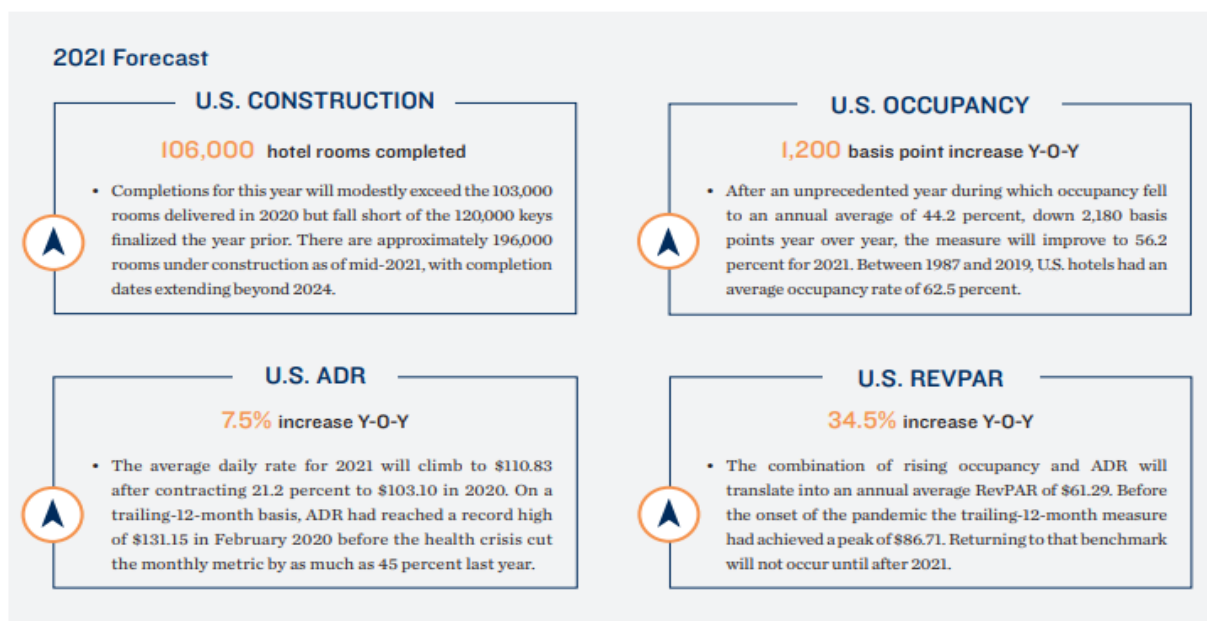 2021 Forecast
U.S. CONSTRUCTION
106,000 hotel rooms completed
• Completions for this year will modestly exceed the 103,000
rooms delivered in 2020 but fall short of the 120,000 keys
finalized the year prior. There are approximately 196,000
rooms under construction as of mid-2021, with completion
dates extending beyond 2024.
U.S. OCCUPANCY
1,200 basis point increase Y-O-Y
• After an unprecedented year during which occupancy fell
to an annual average of 44.2 percent, down 2,180 basis
points year over year, the measure will improve to 56.2
percent for 2021. Between 1987 and 2019, U.S. hotels had an
average occupancy rate of 62.5 percent.
U.S. ADR
7.5% increase Y-O-Y
• The average daily rate for 2021 will climb to $110.83
after contracting 21.2 percent to $103.10 in 2020. On a
trailing-12-month basis, ADR had reached a record high
of $131.15 in February 2020 before the health crisis cut
the monthly metric by as much as 45 percent last year.
U.S. REVPAR
34.5% increase Y-O-Y
• The combination of rising occupancy and ADR will
translate into an annual average RevPAR of $61.29. Before
the onset of the pandemic the trailing-12-month measure
had achieved a peak of $86.71. Returning to that benchmark
will not occur until after 2021.